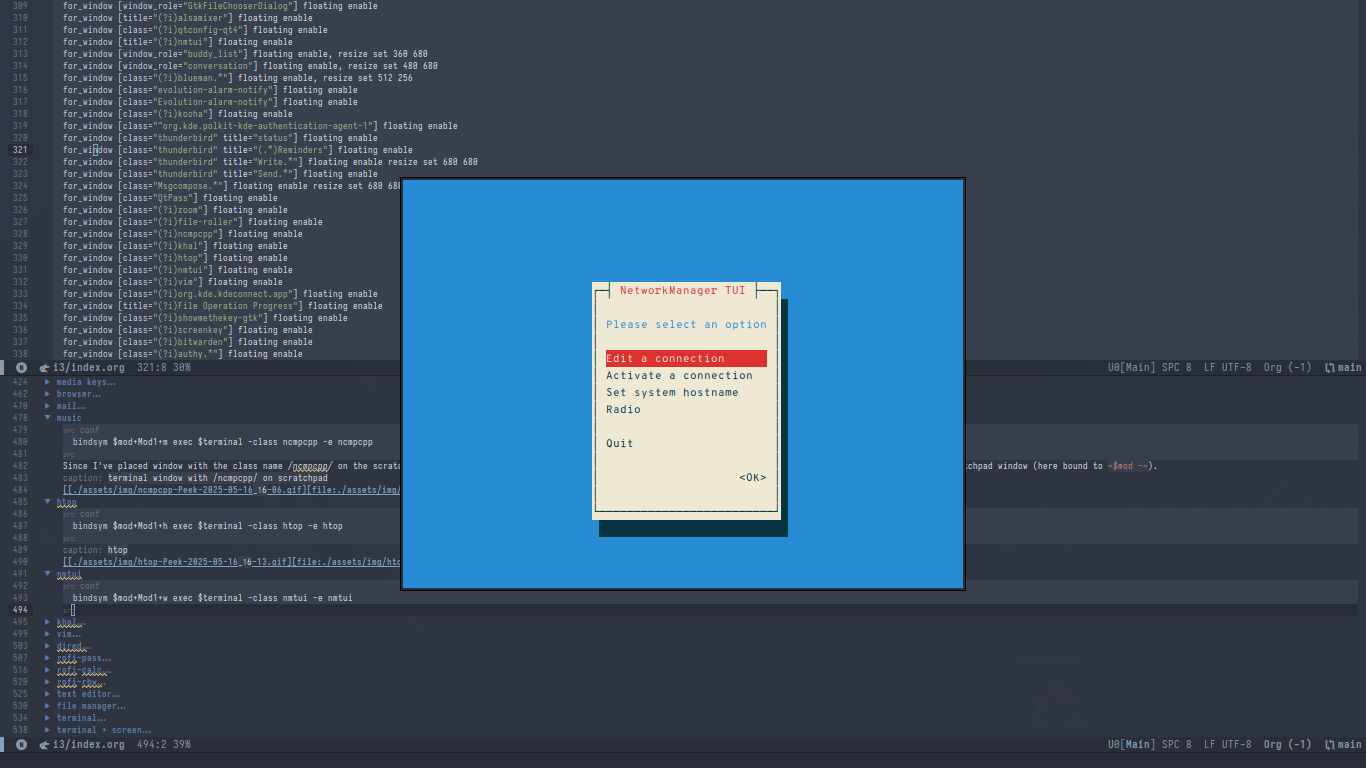 309 for_window [window_role="GtkFileChooserDialog"] floating enable
310 for_window [title="(?i)alsamixer"] floating enable
311 for_window [class="(?i)qtconfig-qt4"] floating enable
312 for_window [title="(?i)nmtui"] floating enable
313 for_window [window_role="buddy_list"] floating enable, resize set 360 680
314 for_window [window_role="conversation"] floating enable, resize set 480 680
315 for_window [class="(?i)blueman.*"] floating enable, resize set 512 256
316 for_window [class="evolution-alarm-notify"] floating enable
317 for_window [class="Evolution-alarm-notify"] floating enable
318 for_window [class="(?i)kooha"] floating enable
319 for_window [class="^org.kde.polkit-kde-authentication-agent-1"] floating enable
320 for_window [class="thunderbird" title="status"] floating enable
321 for_window [class="thunderbird" title="(.*)Reminders"] floating enable
322 for_window [class="thunderbird" title="Write.*"] floating enable resize set 680 680
323 for_window [class="thunderbird" title="Send.*"] floating enable
324 for_window [class="Msgcompose.*"] floating enable resize set 680 680
325 for_window [class="QtPass"] floating enable
326 for_window [class="(?i)zoom"] floating enable
327 for_window [class="(?i)file-roller"] floating enable
328 for_window [class="(?i)ncmpcpp"] floating enable
329 for_window [class="(?i)khal"] floating enable
330 for_window [class="(?i)htop"] floating enable
331 for_window [class="(?i)nmtui"] floating enable
332 for_window [class="(?i)vim"] floating enable
333 for_window [class="(?i)org.kde.kdeconnect.app"] floating enable
334 for_window [title="(?i)File Operation Progress"] floating enable
335 for_window [class="(?i)showmethekey-gtk"] floating enable
336 for_window [class="(?i)screenkey"] floating enable
337 for_window [class="(?i)bitwarden"] floating enable
338 for_window [class="(?i)authy.*"] floating enable
N i3/index.org 321:8 30% U0[Main] SPC 8 LF UTF-8 Org (-1) main
424 ▶ media keys…
462 ▶ browser…
470 ▶ mail…
478 ▼ music
479 src conf
480 bindsym $mod+Mod1+m exec $terminal -class ncmpcpp -e ncmpcpp
481 src
482 Since I've placed window with the class name /ncmpcpp/ on the scratc chpad window (here bound to ~$mod -~).
483 caption: terminal window with /ncmpcpp/ on scratchpad
484 [[./assets/img/ncmpcpp-Peek-2025-05-16_16-06.gif][file:./assets/img/
485 ▼ htop
486 src conf
487 bindsym $mod+Mod1+h exec $terminal -class htop -e htop
488 src
489 caption: htop
490 [[./assets/img/htop-Peek-2025-05-16_16-13.gif][file:./assets/img/htc
491 ▼ nmtui
492 src conf
493 bindsym $mod+Mod1+w exec $terminal -class nmtui -e nmtui
494 src
495 ▶ khal…
499 ▶ vim…
503 ▶ dired…
507 ▶ rofi-pass…
516 ▶ rofi-calc…
520 ▶ rofi-rbw…
525 ▶ text editor…
530 ▶ file manager…
534 ▶ terminal…
538 ▶ terminal + screen…
N i3/index.org 494:2 39% U0[Main] SPC 8 LF UTF-8 Org (-1) main
NetworkManager TUI
Please select an option
Edit a connection
Activate a connection
Set system hostname
Radio
Quit
<OK>